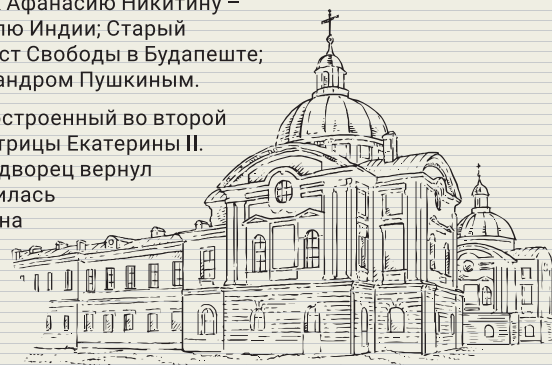 Афанасию Никитину –
лю Индии; Старый
ст Свободы в Будапеште;
андром Пушкиным.
строенный во второй
трицы Екатерины II.
дворец вернул
илась
на